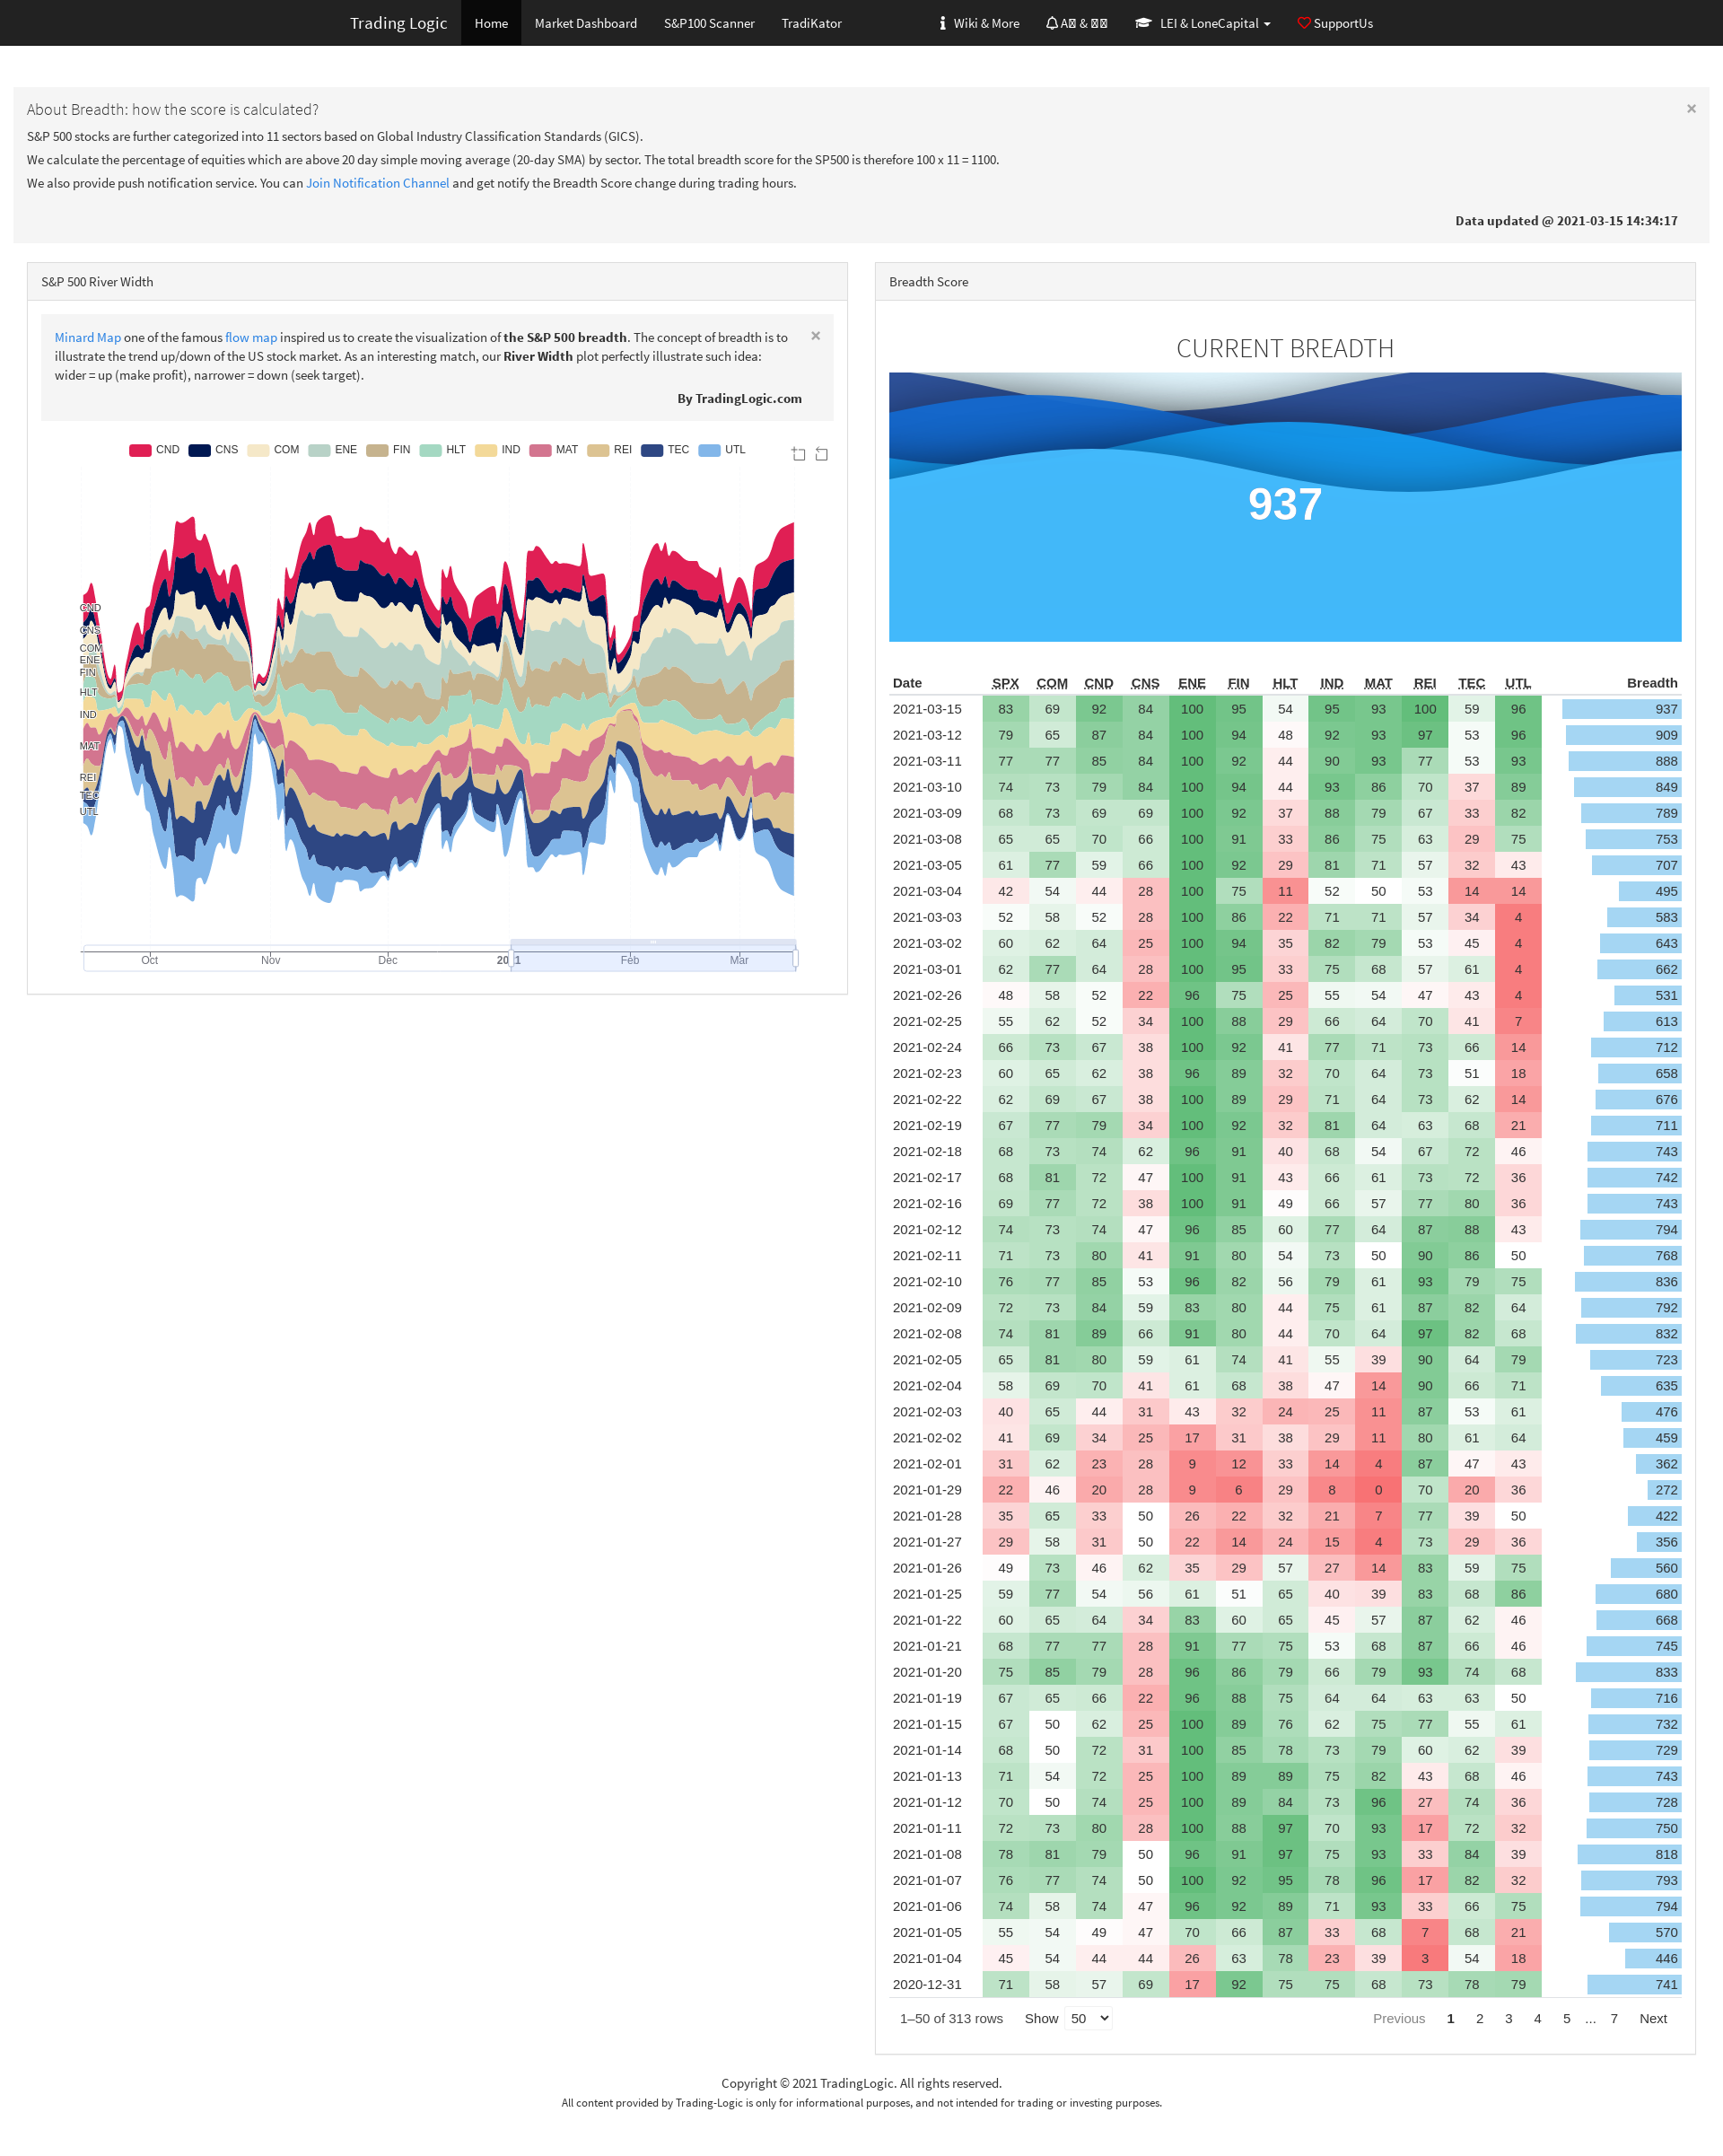 Trading Logic Home Market Dashboard S&P100 Scanner TradiKator Wiki & More A & LEI & LoneCapital SupportUs
About Breadth: how the score is calculated? ×
S&P 500 stocks are further categorized into 11 sectors based on Global Industry Classification Standards (GICS).
We calculate the percentage of equities which are above 20 day simple moving average (20-day SMA) by sector. The total breadth score for the SP500 is therefore 100 x 11 = 1100.
We also provide push notification service. You can Join Notification Channel and get notify the Breadth Score change during trading hours.
Data updated @ 2021-03-15 14:34:17
S&P 500 River Width
Minard Map one of the famous flow map inspired us to create the visualization of the S&P 500 breadth. The concept of breadth is to ×
illustrate the trend up/down of the US stock market. As an interesting match, our River Width plot perfectly illustrate such idea:
wider = up (make profit), narrower = down (seek target).
By TradingLogic.com
CND CNS COM ENE FIN HLT IND MAT REI TEC UTL
CND
CNS
COM
ENE
FIN
HLT
IND
MAT
REI
TEC
UTL
Oct Nov Dec 2021 Feb Mar
Breadth Score
CURRENT BREADTH
937
Date SPX COM CND CNS ENE FIN HLT IND MAT REI TEC UTL Breadth
2021-03-15 83 69 92 84 100 95 54 95 93 100 59 96 937
2021-03-12 79 65 87 84 100 94 48 92 93 97 53 96 909
2021-03-11 77 77 85 84 100 92 44 90 93 77 53 93 888
2021-03-10 74 73 79 84 100 94 44 93 86 70 37 89 849
2021-03-09 68 73 69 69 100 92 37 88 79 67 33 82 789
2021-03-08 65 65 70 66 100 91 33 86 75 63 29 75 753
2021-03-05 61 77 59 66 100 92 29 81 71 57 32 43 707
2021-03-04 42 54 44 28 100 75 11 52 50 53 14 14 495
2021-03-03 52 58 52 28 100 86 22 71 71 57 34 4 583
2021-03-02 60 62 64 25 100 94 35 82 79 53 45 4 643
2021-03-01 62 77 64 28 100 95 33 75 68 57 61 4 662
2021-02-26 48 58 52 22 96 75 25 55 54 47 43 4 531
2021-02-25 55 62 52 34 100 88 29 66 64 70 41 7 613
2021-02-24 66 73 67 38 100 92 41 77 71 73 66 14 712
2021-02-23 60 65 62 38 96 89 32 70 64 73 51 18 658
2021-02-22 62 69 67 38 100 89 29 71 64 73 62 14 676
2021-02-19 67 77 79 34 100 92 32 81 64 63 68 21 711
2021-02-18 68 73 74 62 96 91 40 68 54 67 72 46 743
2021-02-17 68 81 72 47 100 91 43 66 61 73 72 36 742
2021-02-16 69 77 72 38 100 91 49 66 57 77 80 36 743
2021-02-12 74 73 74 47 96 85 60 77 64 87 88 43 794
2021-02-11 71 73 80 41 91 80 54 73 50 90 86 50 768
2021-02-10 76 77 85 53 96 82 56 79 61 93 79 75 836
2021-02-09 72 73 84 59 83 80 44 75 61 87 82 64 792
2021-02-08 74 81 89 66 91 80 44 70 64 97 82 68 832
2021-02-05 65 81 80 59 61 74 41 55 39 90 64 79 723
2021-02-04 58 69 70 41 61 68 38 47 14 90 66 71 635
2021-02-03 40 65 44 31 43 32 24 25 11 87 53 61 476
2021-02-02 41 69 34 25 17 31 38 29 11 80 61 64 459
2021-02-01 31 62 23 28 9 12 33 14 4 87 47 43 362
2021-01-29 22 46 20 28 9 6 29 8 0 70 20 36 272
2021-01-28 35 65 33 50 26 22 32 21 7 77 39 50 422
2021-01-27 29 58 31 50 22 14 24 15 4 73 29 36 356
2021-01-26 49 73 46 62 35 29 57 27 14 83 59 75 560
2021-01-25 59 77 54 56 61 51 65 40 39 83 68 86 680
2021-01-22 60 65 64 34 83 60 65 45 57 87 62 46 668
2021-01-21 68 77 77 28 91 77 75 53 68 87 66 46 745
2021-01-20 75 85 79 28 96 86 79 66 79 93 74 68 833
2021-01-19 67 65 66 22 96 88 75 64 64 63 63 50 716
2021-01-15 67 50 62 25 100 89 76 62 75 77 55 61 732
2021-01-14 68 50 72 31 100 85 78 73 79 60 62 39 729
2021-01-13 71 54 72 25 100 89 89 75 82 43 68 46 743
2021-01-12 70 50 74 25 100 89 84 73 96 27 74 36 728
2021-01-11 72 73 80 28 100 88 97 70 93 17 72 32 750
2021-01-08 78 81 79 50 96 91 97 75 93 33 84 39 818
2021-01-07 76 77 74 50 100 92 95 78 96 17 82 32 793
2021-01-06 74 58 74 47 96 92 89 71 93 33 66 75 794
2021-01-05 55 54 49 47 70 66 87 33 68 7 68 21 570
2021-01-04 45 54 44 44 26 63 78 23 39 3 54 18 446
2020-12-31 71 58 57 69 17 92 75 75 68 73 78 79 741
1–50 of 313 rows Show 50 Previous 1 2 3 4 5 ... 7 Next
Copyright © 2021 TradingLogic. All rights reserved.
All content provided by Trading-Logic is only for informational purposes, and not intended for trading or investing purposes.